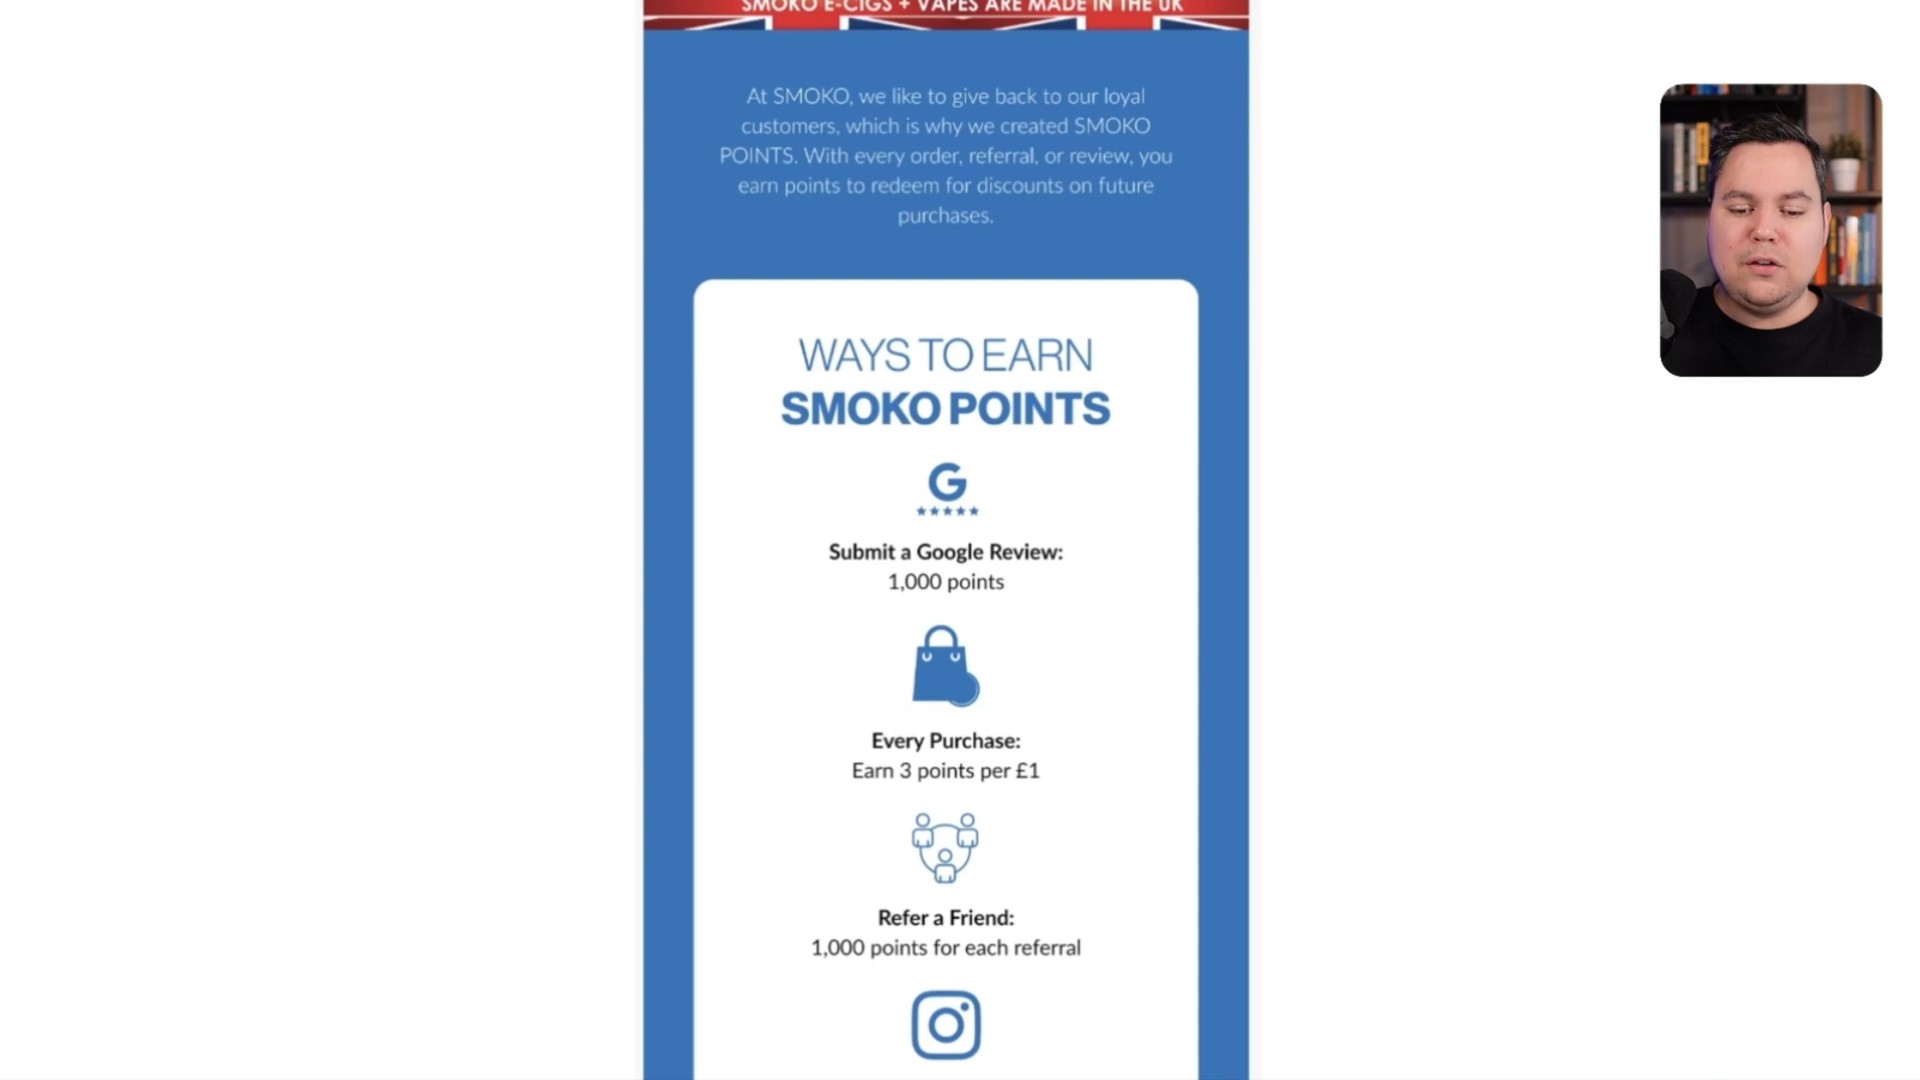 SMOKO E-CIGS + VAPES ARE MADE IN THE UK
At SMOKO, we like to give back to our loyal
customers, which is why we created SMOKO
POINTS. With every order, referral, or review, you
earn points to redeem for discounts on future
purchases.
WAYS TO EARN
SMOKO POINTS
G
Submit a Google Review:
1,000 points
Every Purchase:
Earn 3 points per £1
Refer a Friend:
1,000 points for each referral